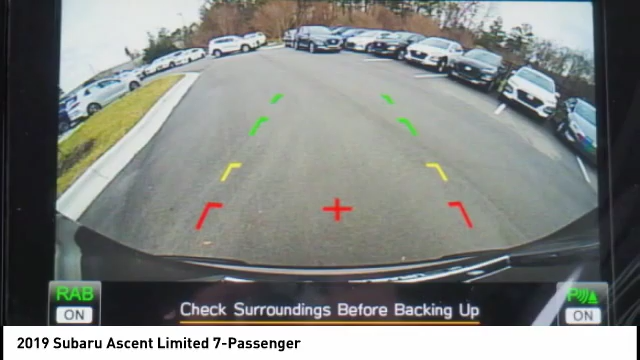 RAB
ON
Check Surroundings Before Backing Up
P
ON
2019 Subaru Ascent Limited 7-Passenger